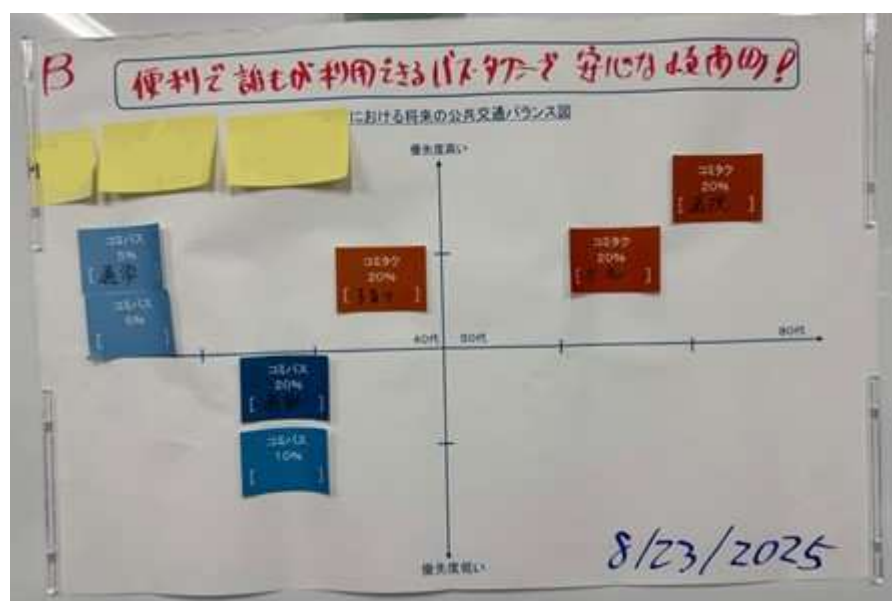 B
便利で誰もが利用できるバス・タクシーで 安心な
における将来の公共交通バランス図
優先度高い
コミタク
20%
[通院]
コミバス
5%
[通学]
コミタク
20%
[ ]
コミタク
20%
[ ]
コミバス
5%
[ ]
40代 50代 80代
コミバス
20%
[ ]
コミバス
10%
[ ]
優先度低い
8/23/2025